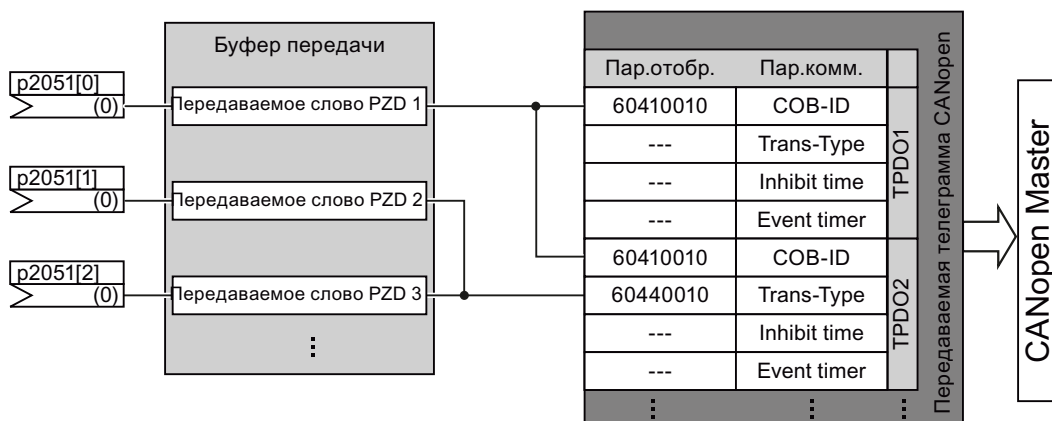 p2051[0]
(0)
p2051[1]
(0)
p2051[2]
(0)
Буфер передачи
Передаваемое слово PZD 1
Передаваемое слово PZD 2
Передаваемое слово PZD 3
Пар.отобр. Пар.комм.
60410010 COB-ID
--- Trans-Type
--- Inhibit time
--- Event timer
TPDO1
60410010 COB-ID
60440010 Trans-Type
--- Inhibit time
--- Event timer
TPDO2
Передаваемая телеграмма CANopen
CANopen Master